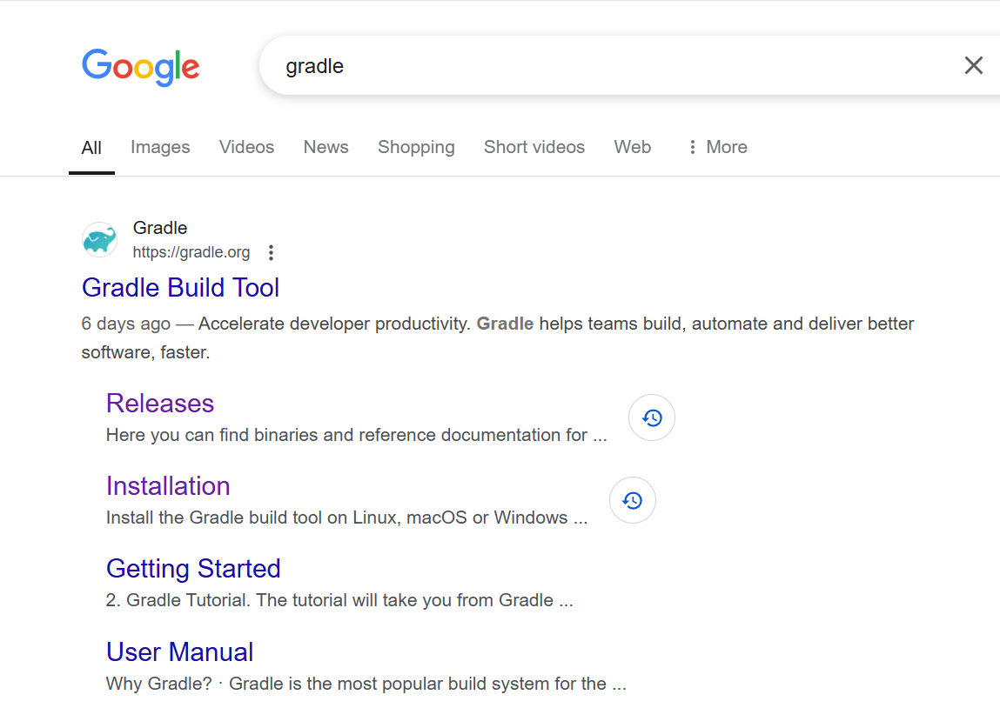 Google
gradle
All Images Videos News Shopping Short videos Web More
Gradle
https://gradle.org
Gradle Build Tool
6 days ago — Accelerate developer productivity. Gradle helps teams build, automate and deliver better
software, faster.
Releases
Here you can find binaries and reference documentation for ...
Installation
Install the Gradle build tool on Linux, macOS or Windows ...
Getting Started
2. Gradle Tutorial. The tutorial will take you from Gradle ...
User Manual
Why Gradle? · Gradle is the most popular build system for the ...